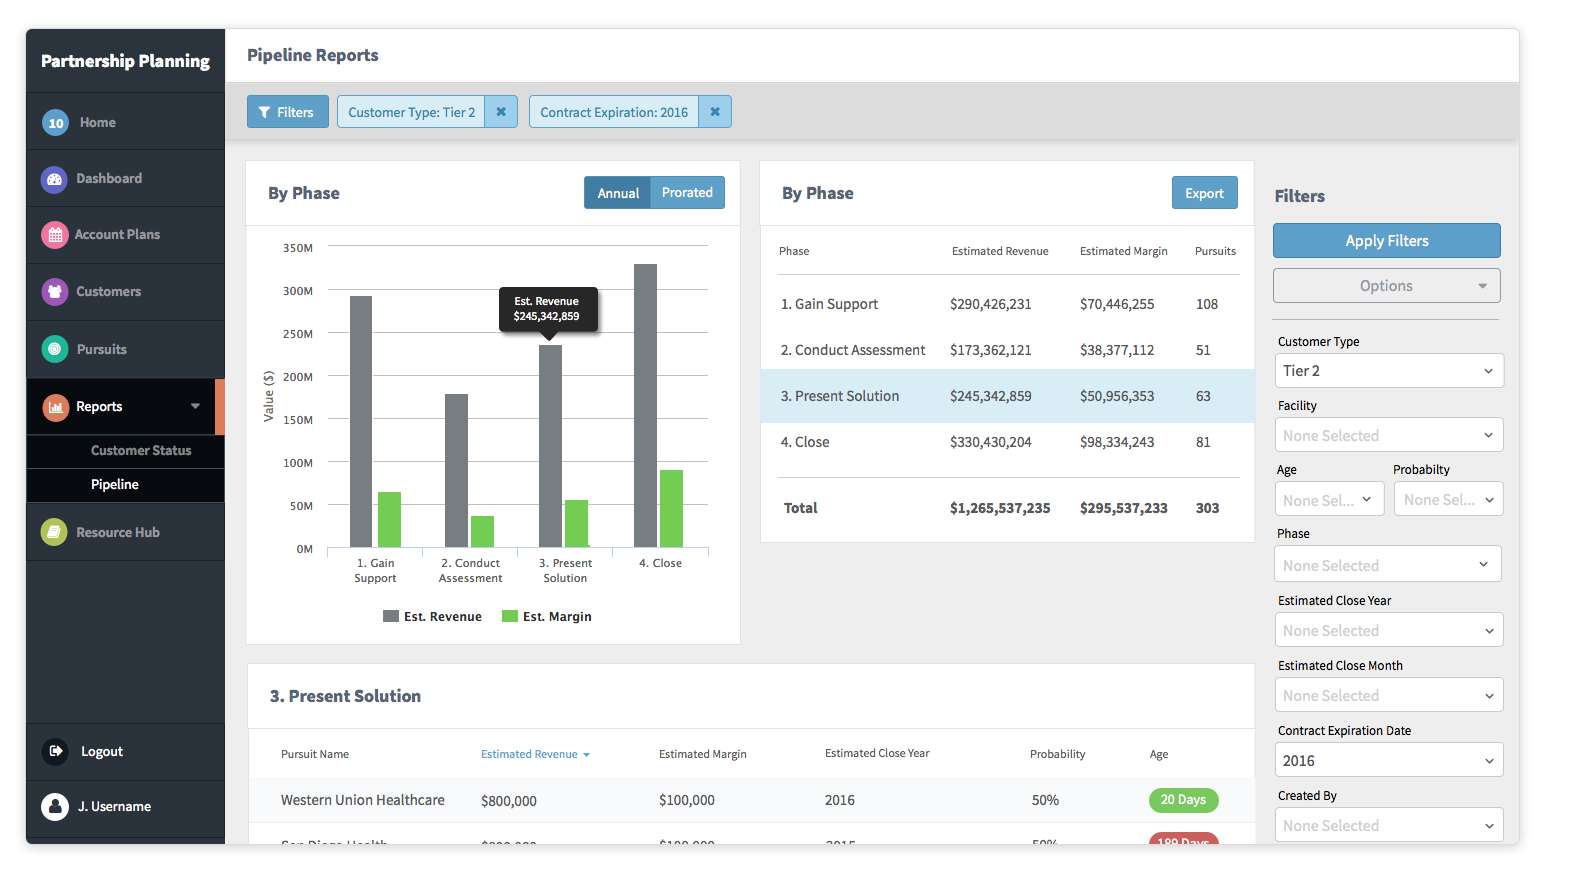 Partnership Planning
10 Home
Dashboard
Account Plans
Customers
Pursuits
Reports
Customer Status
Pipeline
Resource Hub
Logout
J. Username
Pipeline Reports
Filters
Customer Type: Tier 2
Contract Expiration: 2016
By Phase
Annual Prorated
350M
300M
250M
200M
150M
100M
50M
0M
Value ($)
Est. Revenue
$245,342,859
1. Gain
Support
2. Conduct
Assessment
3. Present
Solution
4. Close
Est. Revenue Est. Margin
By Phase
Export
Phase Estimated Revenue Estimated Margin Pursuits
1. Gain Support $290,426,231 $70,446,255 108
2. Conduct Assessment $173,362,121 $38,377,112 51
3. Present Solution $245,342,859 $50,956,353 63
4. Close $330,430,204 $98,334,243 81
Total $1,265,537,235 $295,537,233 303
3. Present Solution
Pursuit Name Estimated Revenue Estimated Margin Estimated Close Year Probability Age
Western Union Healthcare $800,000 $100,000 2016 50% 20 Days
San Diego Health $100,000 2015 50% 189 Days
Filters
Apply Filters
Options
Customer Type
Tier 2
Facility
None Selected
Age Probabilty
None Sel... None Sel...
Phase
None Selected
Estimated Close Year
None Selected
Estimated Close Month
None Selected
Contract Expiration Date
2016
Created By
None Selected